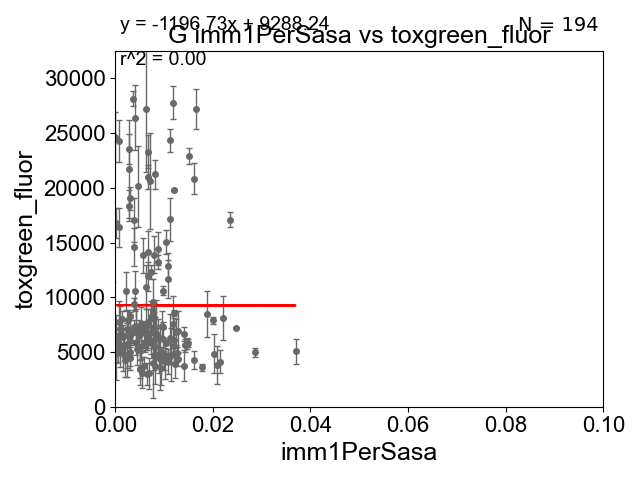 y = -1196.73x + 9288.24
N = 194
G imm1PerSasa vs toxgreen_fluor
r^2 = 0.00
30000
25000
20000
15000
10000
5000
0
toxgreen_fluor
0.00 0.02 0.04 0.06 0.08 0.10
imm1PerSasa